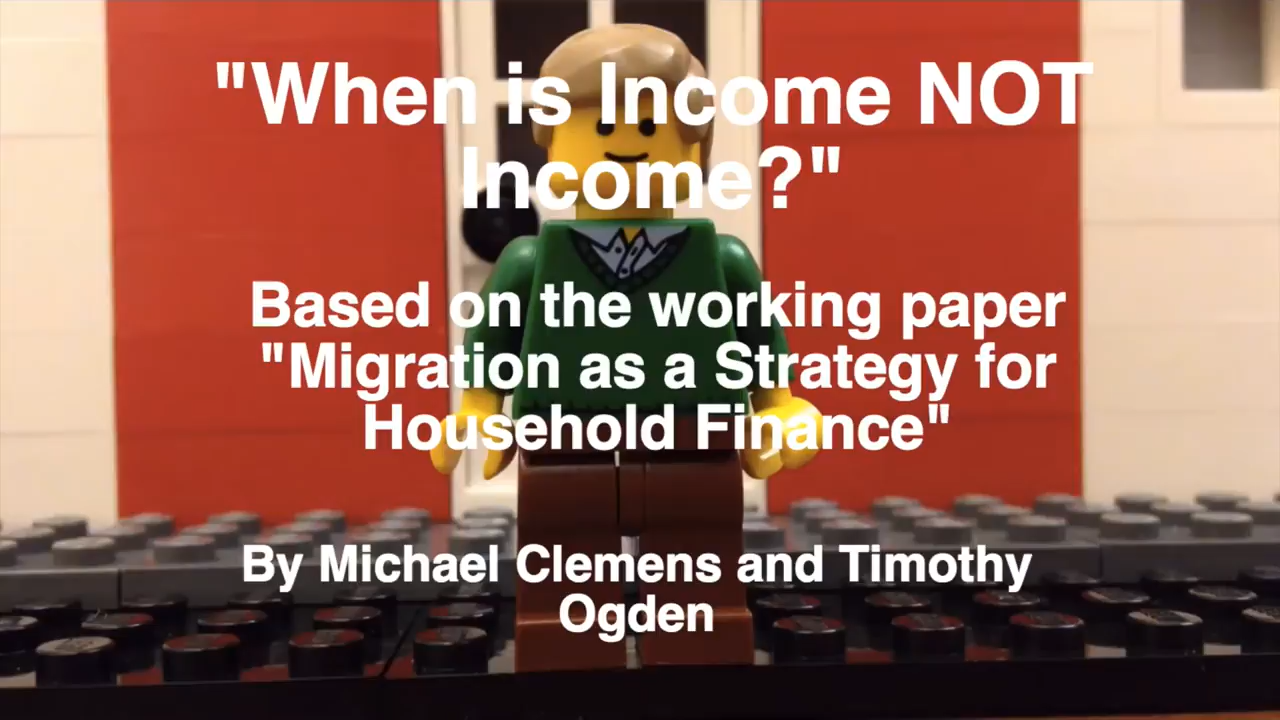 "When is Income NOT
Income?"
Based on the working paper
"Migration as a Strategy for
Household Finance"
By Michael Clemens and Timothy
Ogden